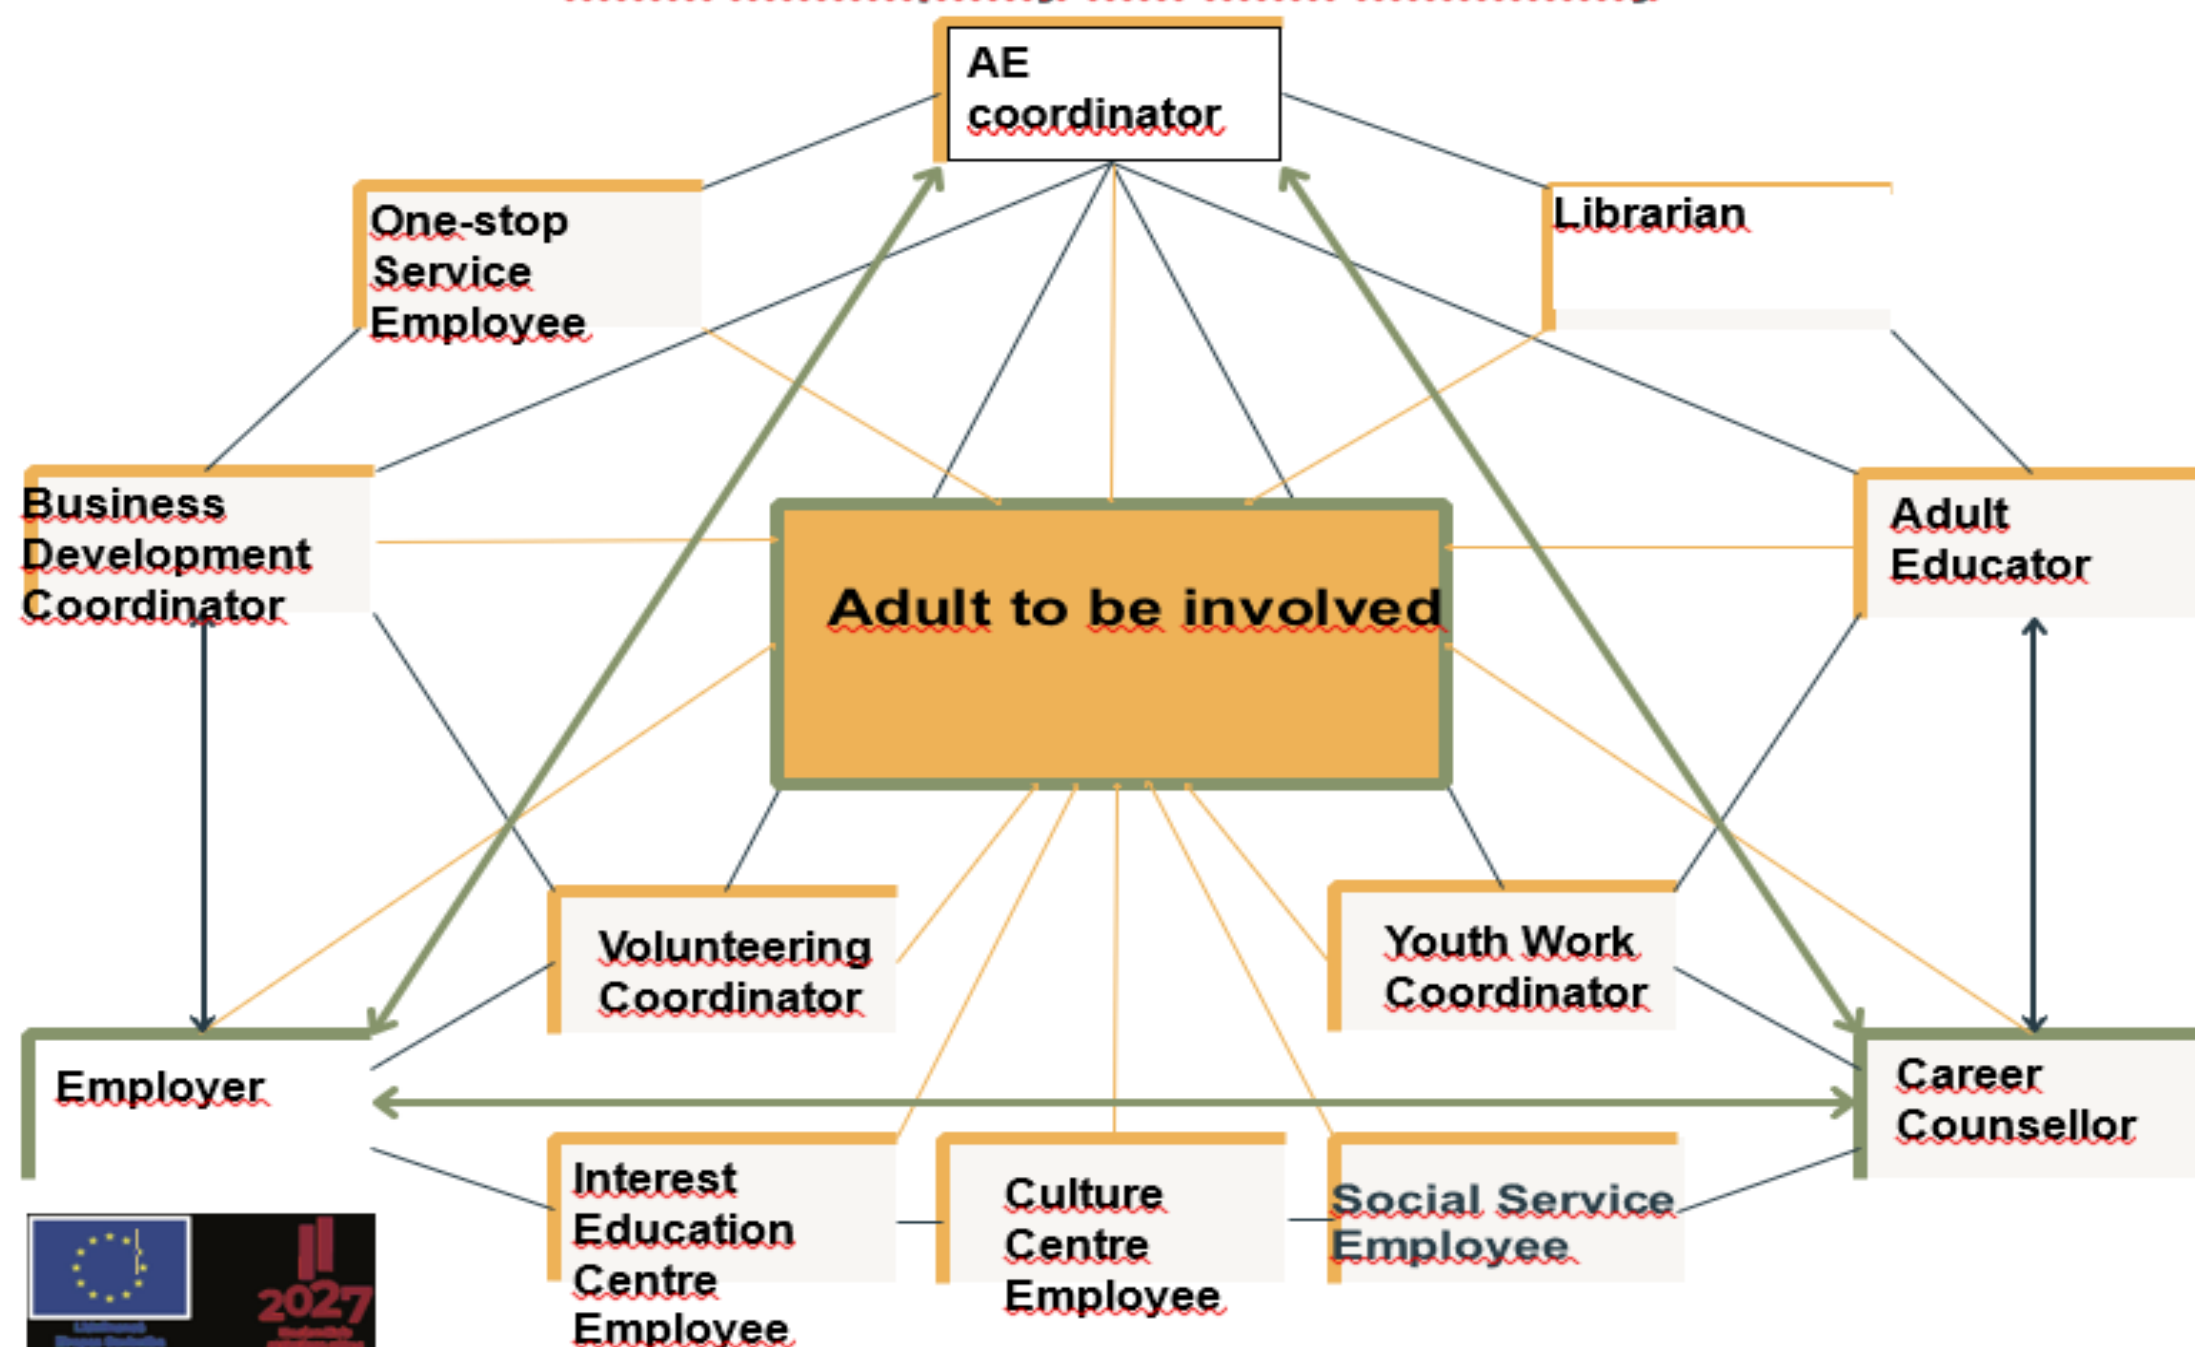 AE
coordinator
One-stop
Service
Employee
Librarian
Business
Development
Coordinator
Adult
Educator
Adult to be involved
Volunteering
Coordinator
Youth Work
Coordinator
Employer
Career
Counsellor
Interest
Education
Centre
Employee
Culture
Centre
Employee
Social Service
Employee
2027